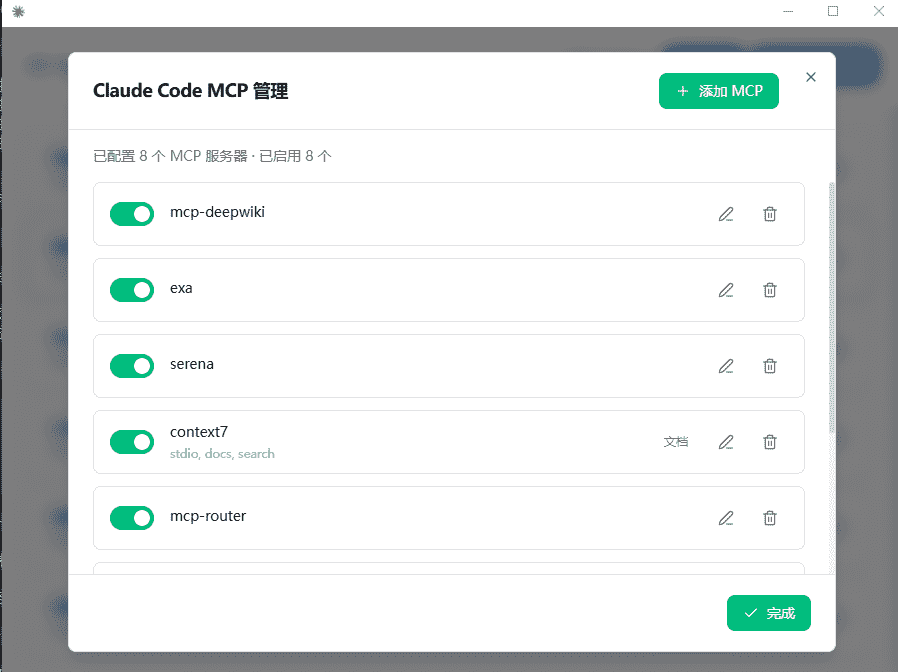 Claude Code MCP 管理
添加 MCP
已配置 8 个 MCP 服务器 · 已启用 8 个
mcp-deepwiki
exa
serena
context7
stdio, docs, search
文档
mcp-router
完成